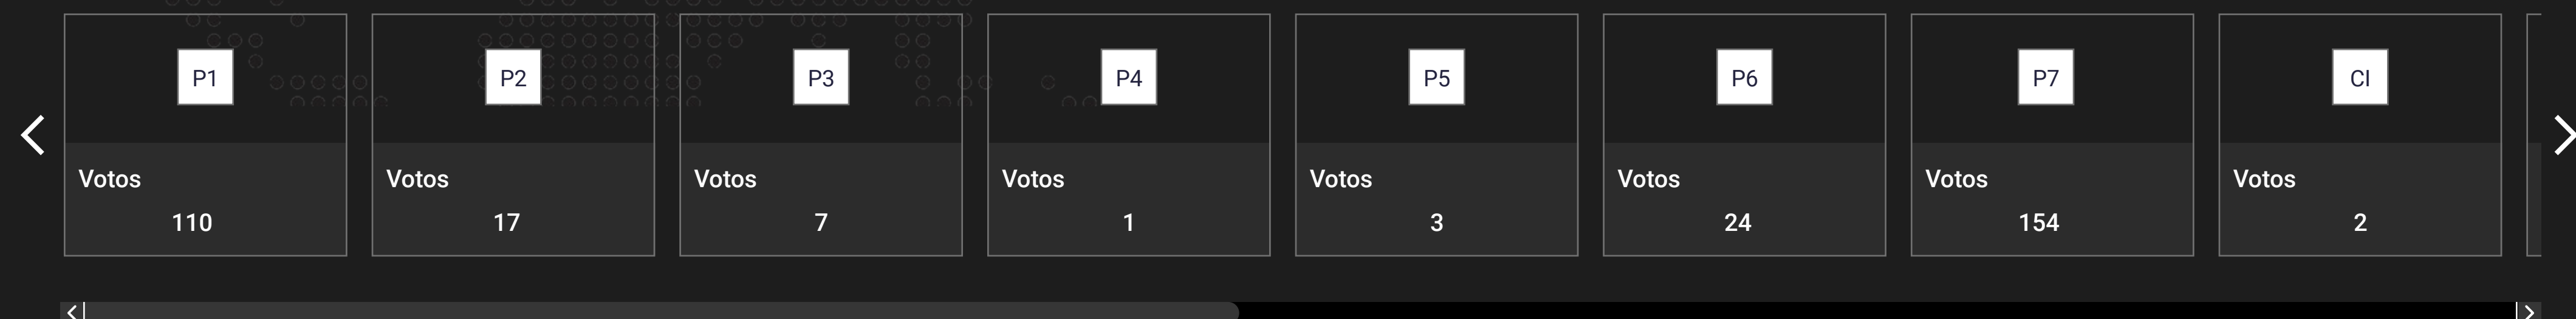 P1 P2 P3 P4 P5 P6 P7 CI
Votos Votos Votos Votos Votos Votos Votos Votos
110 17 7 1 3 24 154 2